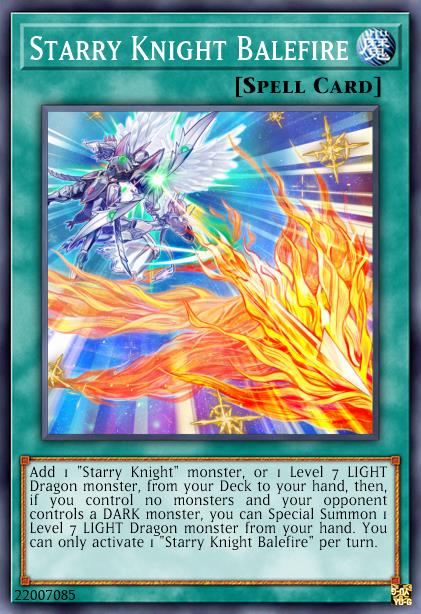 Starry Knight Balefire
魔
[Spell Card]
Add 1 "Starry Knight" monster, or 1 Level 7 LIGHT
Dragon monster, from your Deck to your hand, then,
if you control no monsters and your opponent
controls a DARK monster, you can Special Summon 1
Level 7 LIGHT Dragon monster from your hand. You
can only activate 1 "Starry Knight Balefire" per turn.
22007085